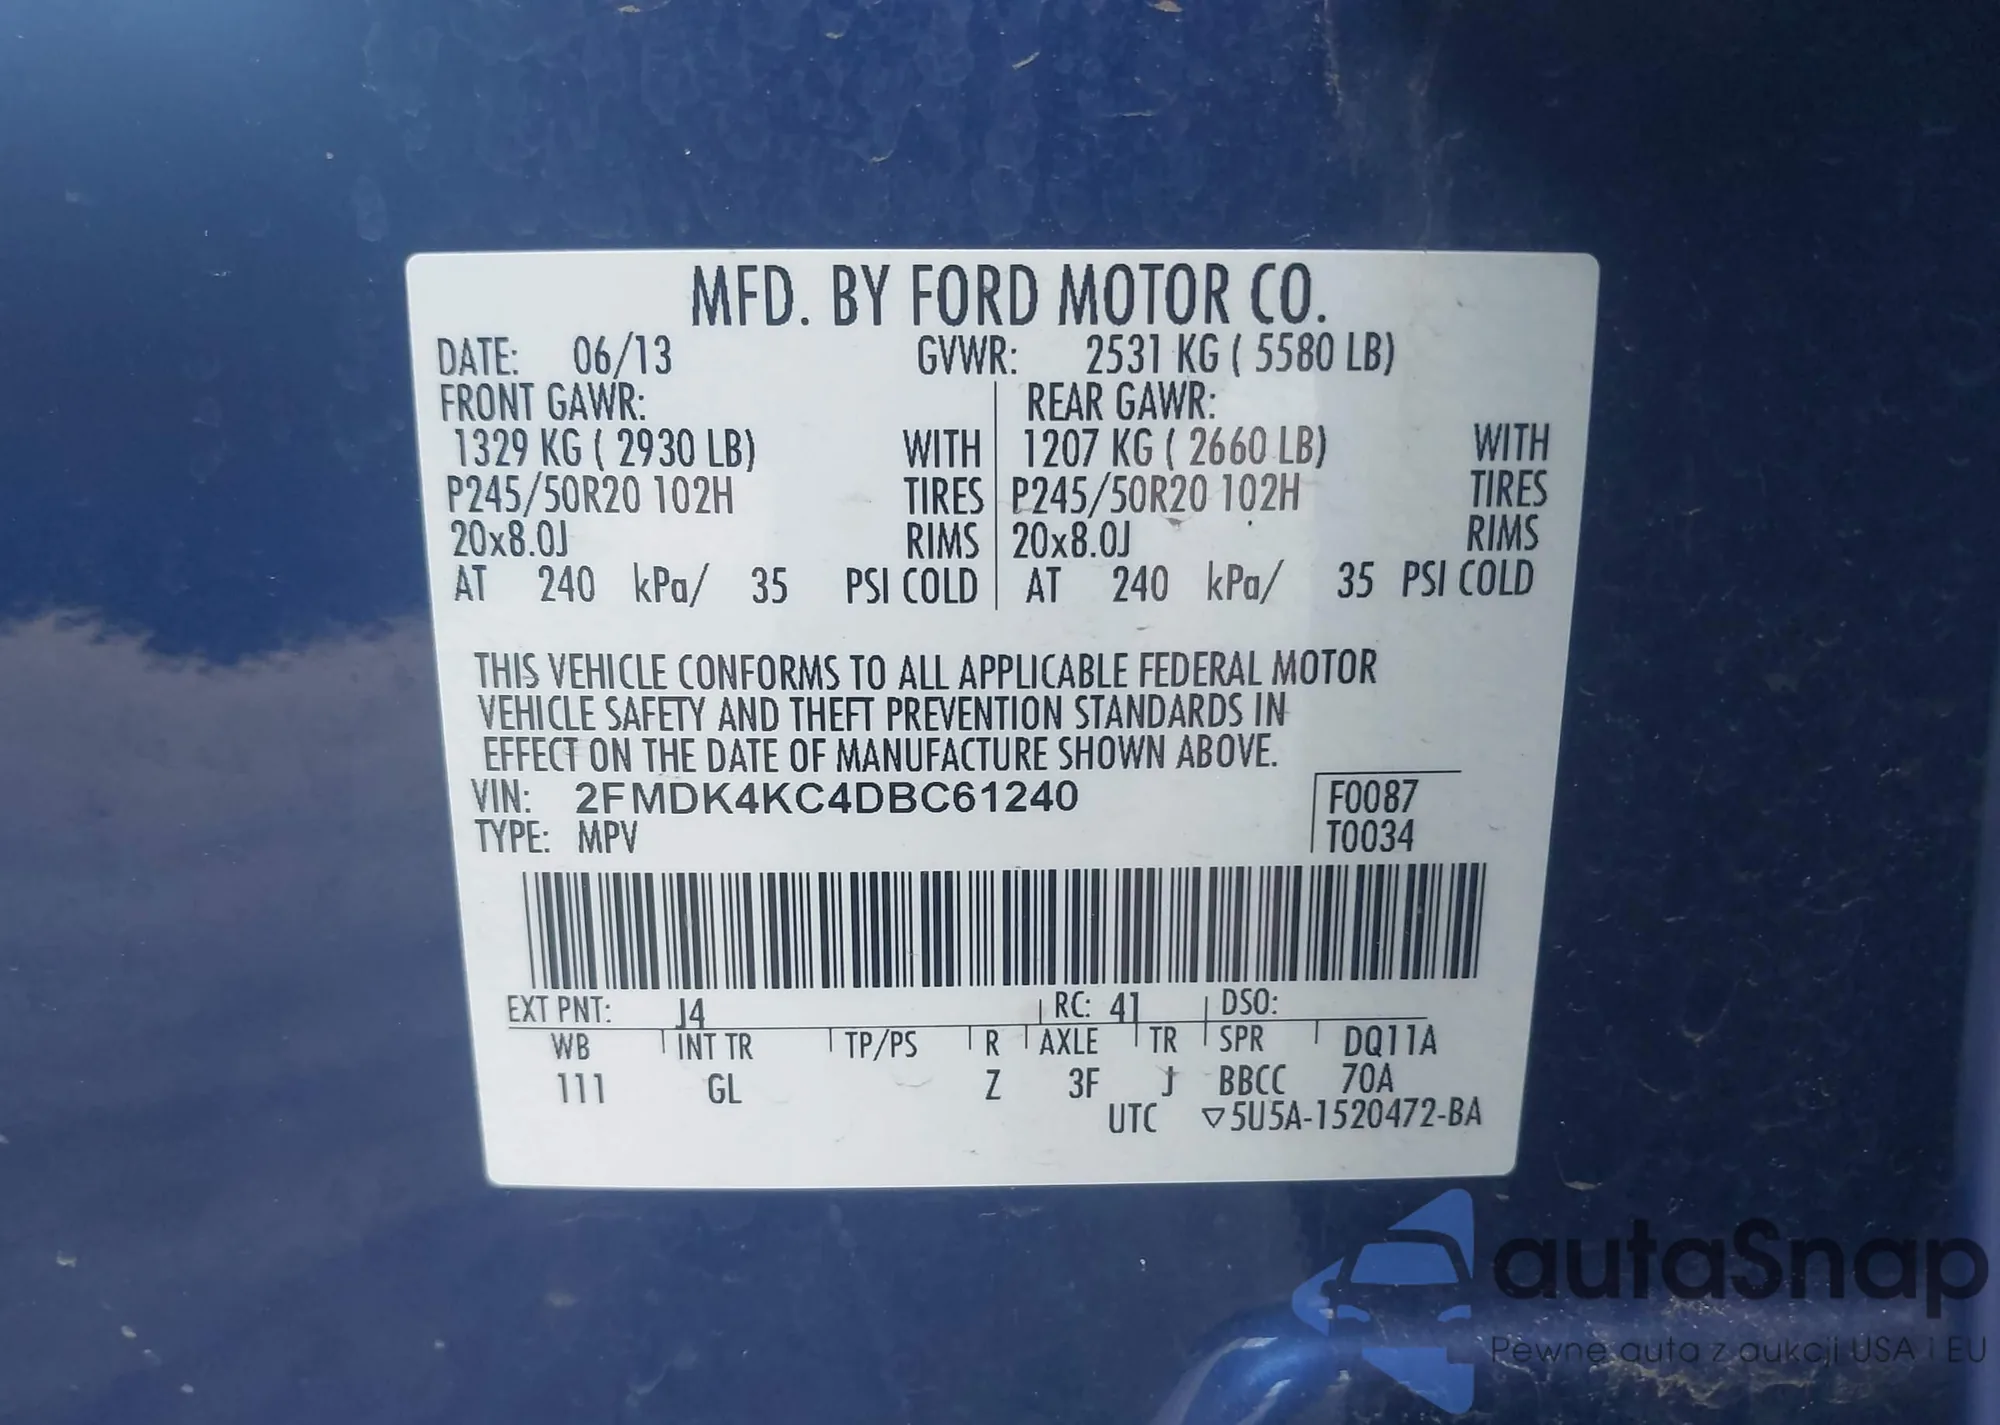 MFD. BY FORD MOTOR CO.
DATE: 06/13 GVWR: 2531 KG ( 5580 LB)
FRONT GAWR: REAR GAWR:
1329 KG ( 2930 LB) WITH 1207 KG ( 2660 LB) WITH
P245/50R20 102H TIRES P245/50R20 102H TIRES
20x8.0J RIMS 20x8.0J RIMS
AT 240 kPa/ 35 PSI COLD AT 240 kPa/ 35 PSI COLD
THIS VEHICLE CONFORMS TO ALL APPLICABLE FEDERAL MOTOR
VEHICLE SAFETY AND THEFT PREVENTION STANDARDS IN
EFFECT ON THE DATE OF MANUFACTURE SHOWN ABOVE.
VIN: 2FMDK4KC4DBC61240 F0087
TYPE: MPV T0034
EXT PNT: J4 RC: 41 DSO:
WB INT TR TP/PS R AXLE TR SPR DQ11A
111 GL Z 3F J BBCC 70A
UTC ▽5U5A-1520472-BA
autaSnap
Pewne auta z aukcji USA i EU